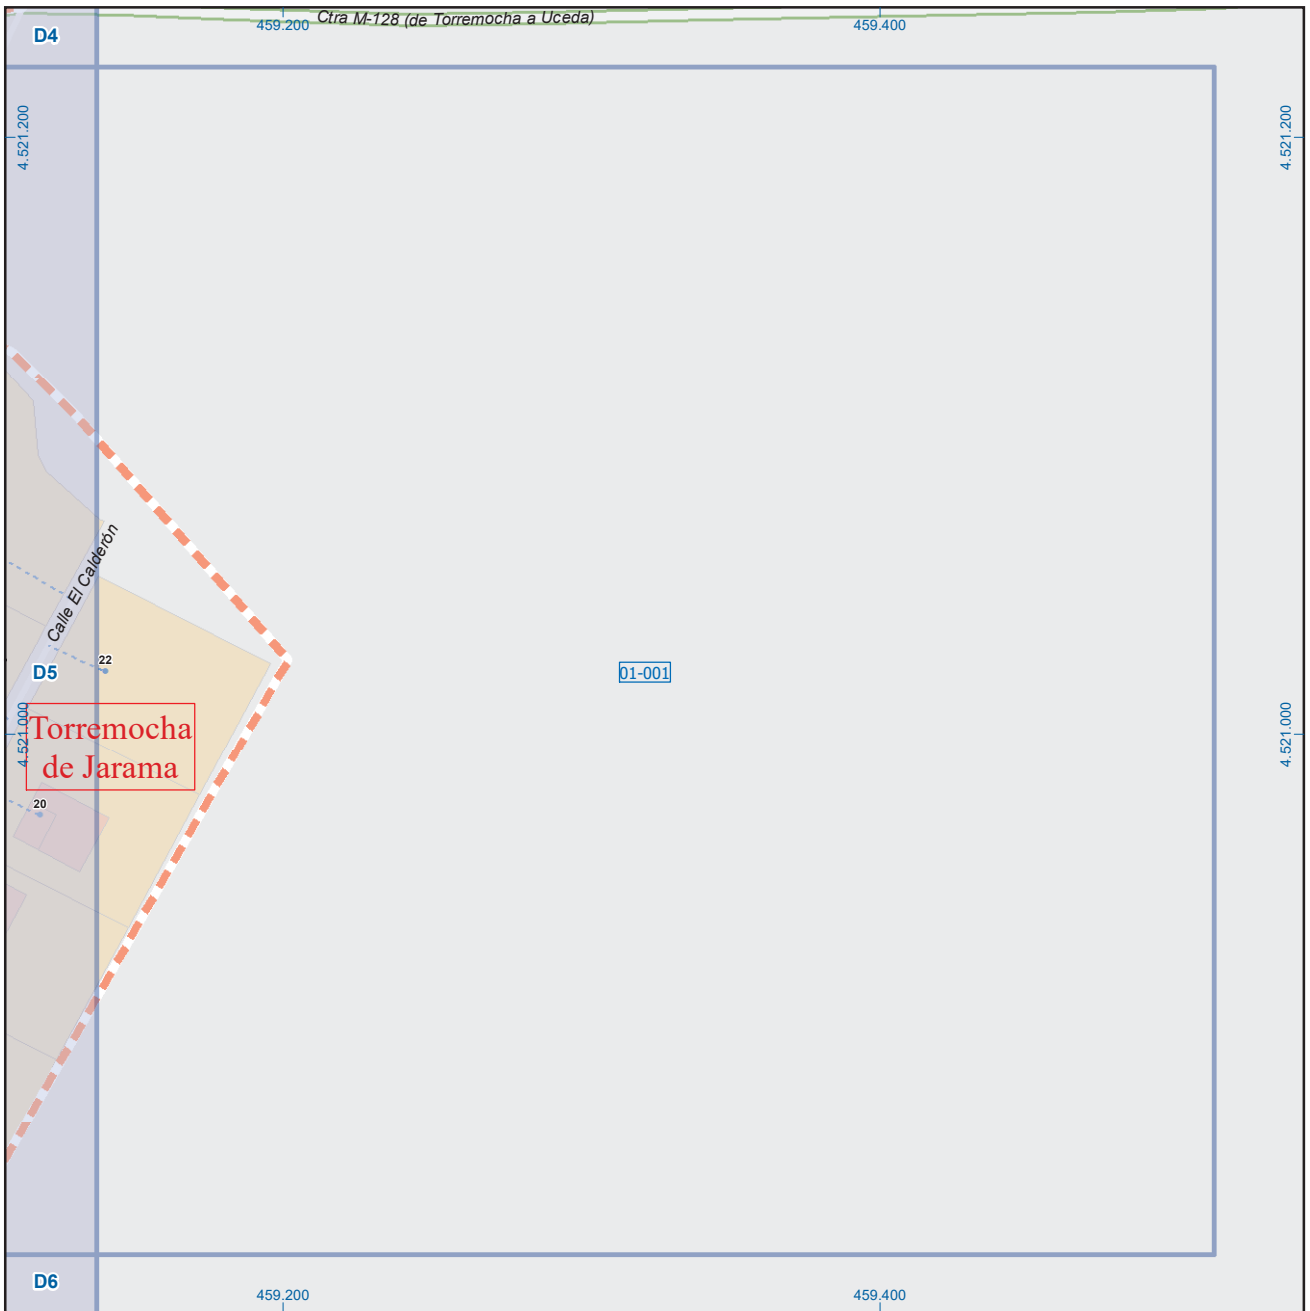 Ctra M-128 (de Torremocha a Uceda)
D4
459.200
459.400
4.521.200
4.521.200
Calle El Calderón
22
D5
01-001
Torremocha
de Jarama
4.521.000
4.521.000
20
D6
459.200
459.400